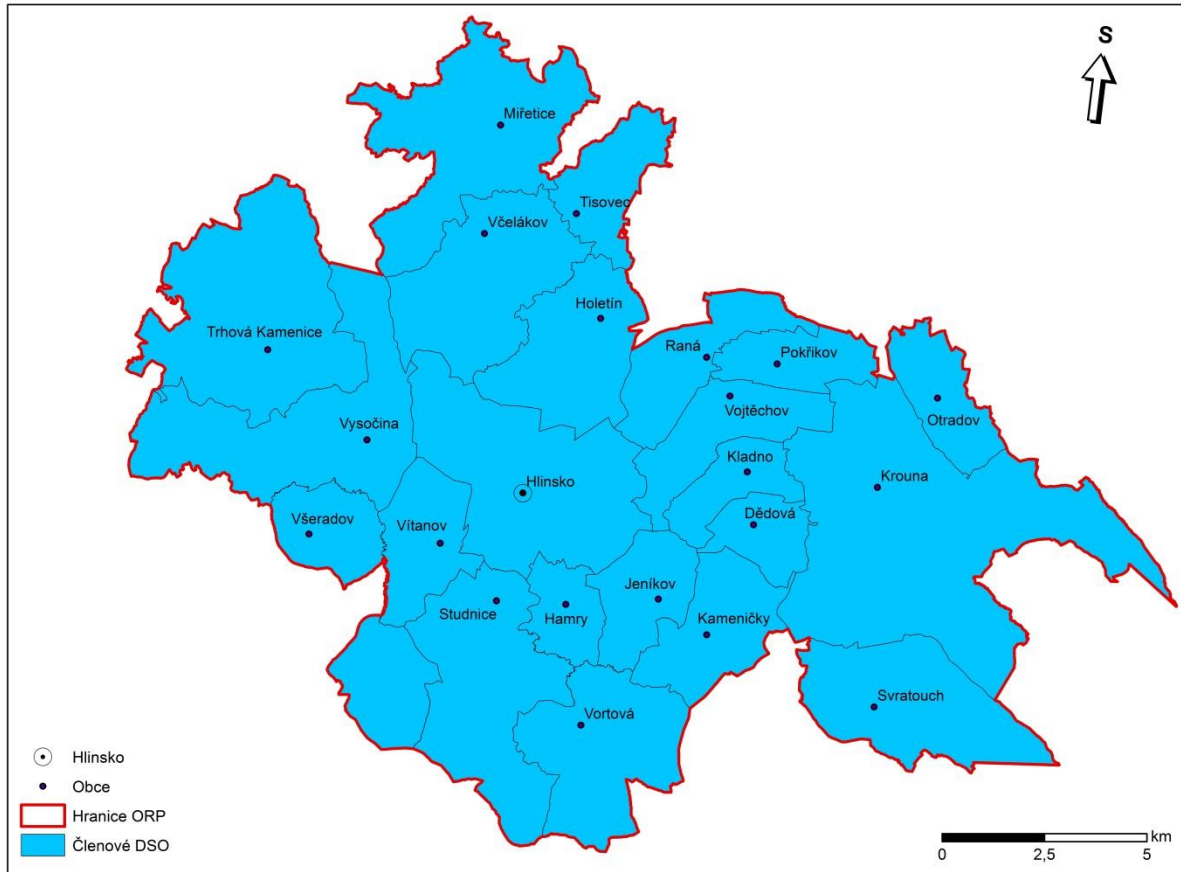 S
Miřetice
Tisovec
Včelákov
Holetín
Trhová Kamenice
Raná
Pokřikov
Vojtěchov
Otradov
Vysočina
Kladno
Krouna
Hlinsko
Všeradov
Vítanov
Dědová
Jeníkov
Studnice
Hamry
Kameničky
Svratouch
Vortová
Hlinsko
Obce
Hranice ORP
Členové DSO
km
0 2,5 5